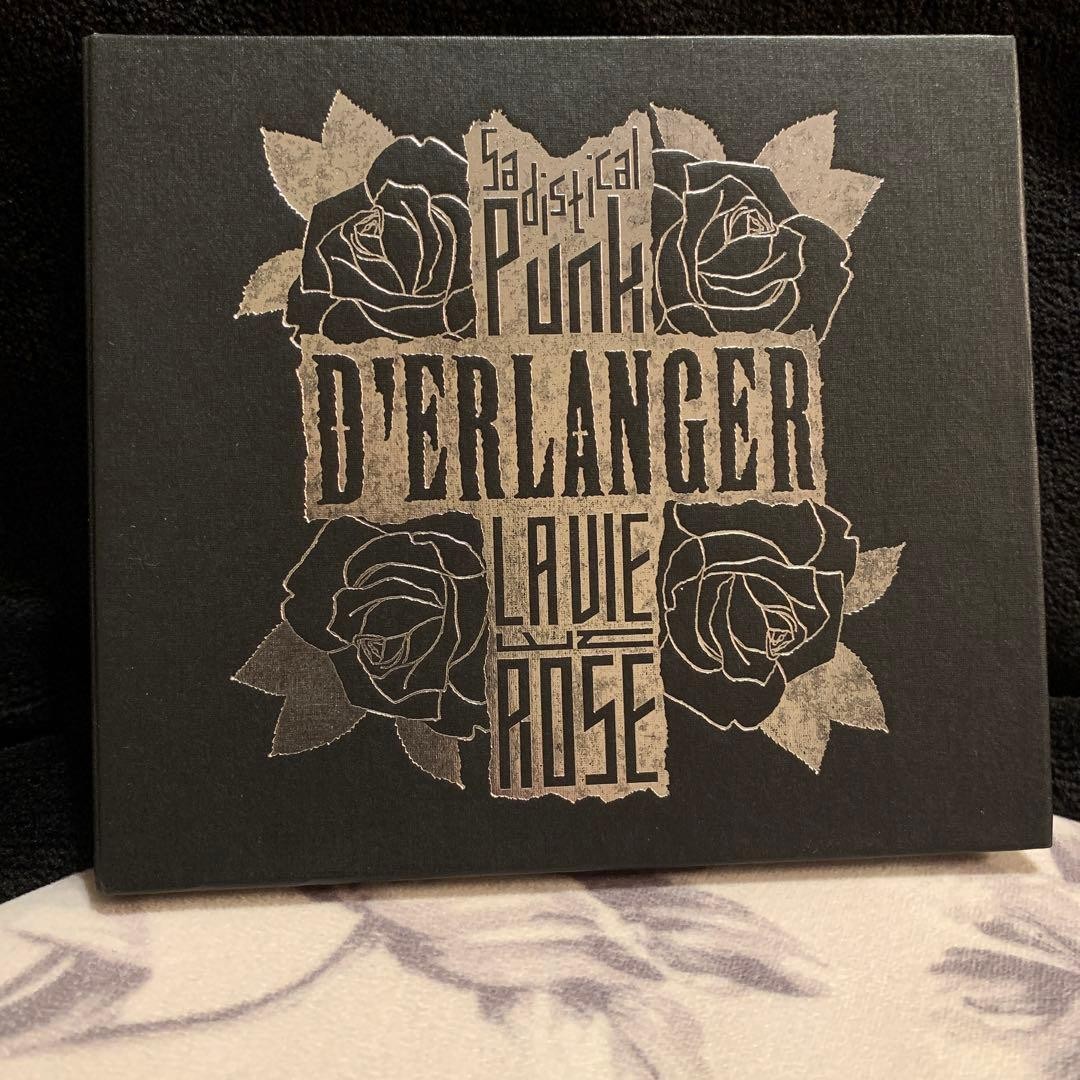 Sadistical
Punk
D'ERLANGER
LA VIE
EN
ROSE